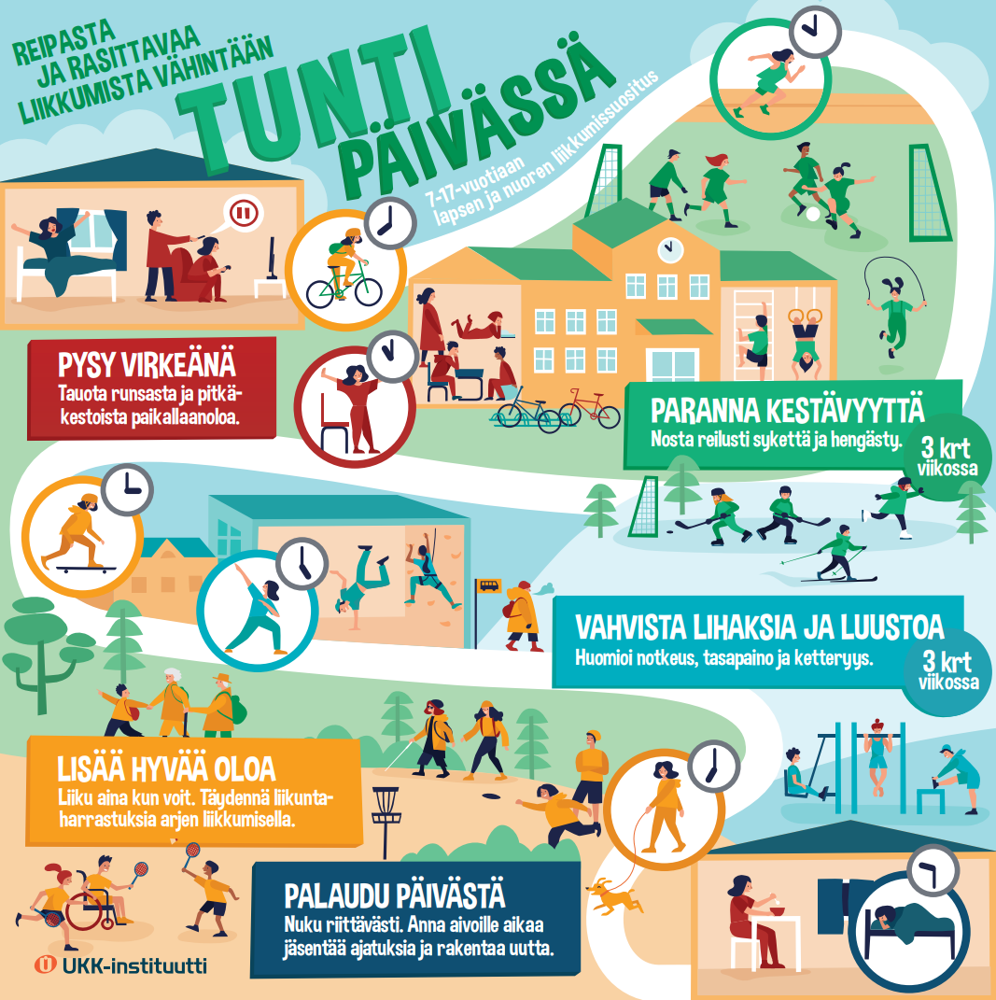 REIPASTA
JA RASITTAVAA
LIIKKUMISTA VÄHINTÄÄN
TUNTI
PÄIVÄSSÄ
7-17-vuotiaan
lapsen ja nuoren liikkumissuositus
PYSY VIRKEÄNÄ
Tauota runsasta ja pitkä-
kestoista paikallaanoloa.
PARANNA KESTÄVYYTTÄ
Nosta reilusti sykettä ja hengästy.
3 krt
viikossa
VAHVISTA LIHAKSIA JA LUUSTOA
Huomioi notkeus, tasapaino ja ketteryys.
3 krt
viikossa
LISÄÄ HYVÄÄ OLOA
Liiku aina kun voit. Täydennä liikunta-
harrastuksia arjen liikkumisella.
PALAUDU PÄIVÄSTÄ
Nuku riittävästi. Anna aivoille aikaa
jäsentää ajatuksia ja rakentaa uutta.
UKK-instituutti